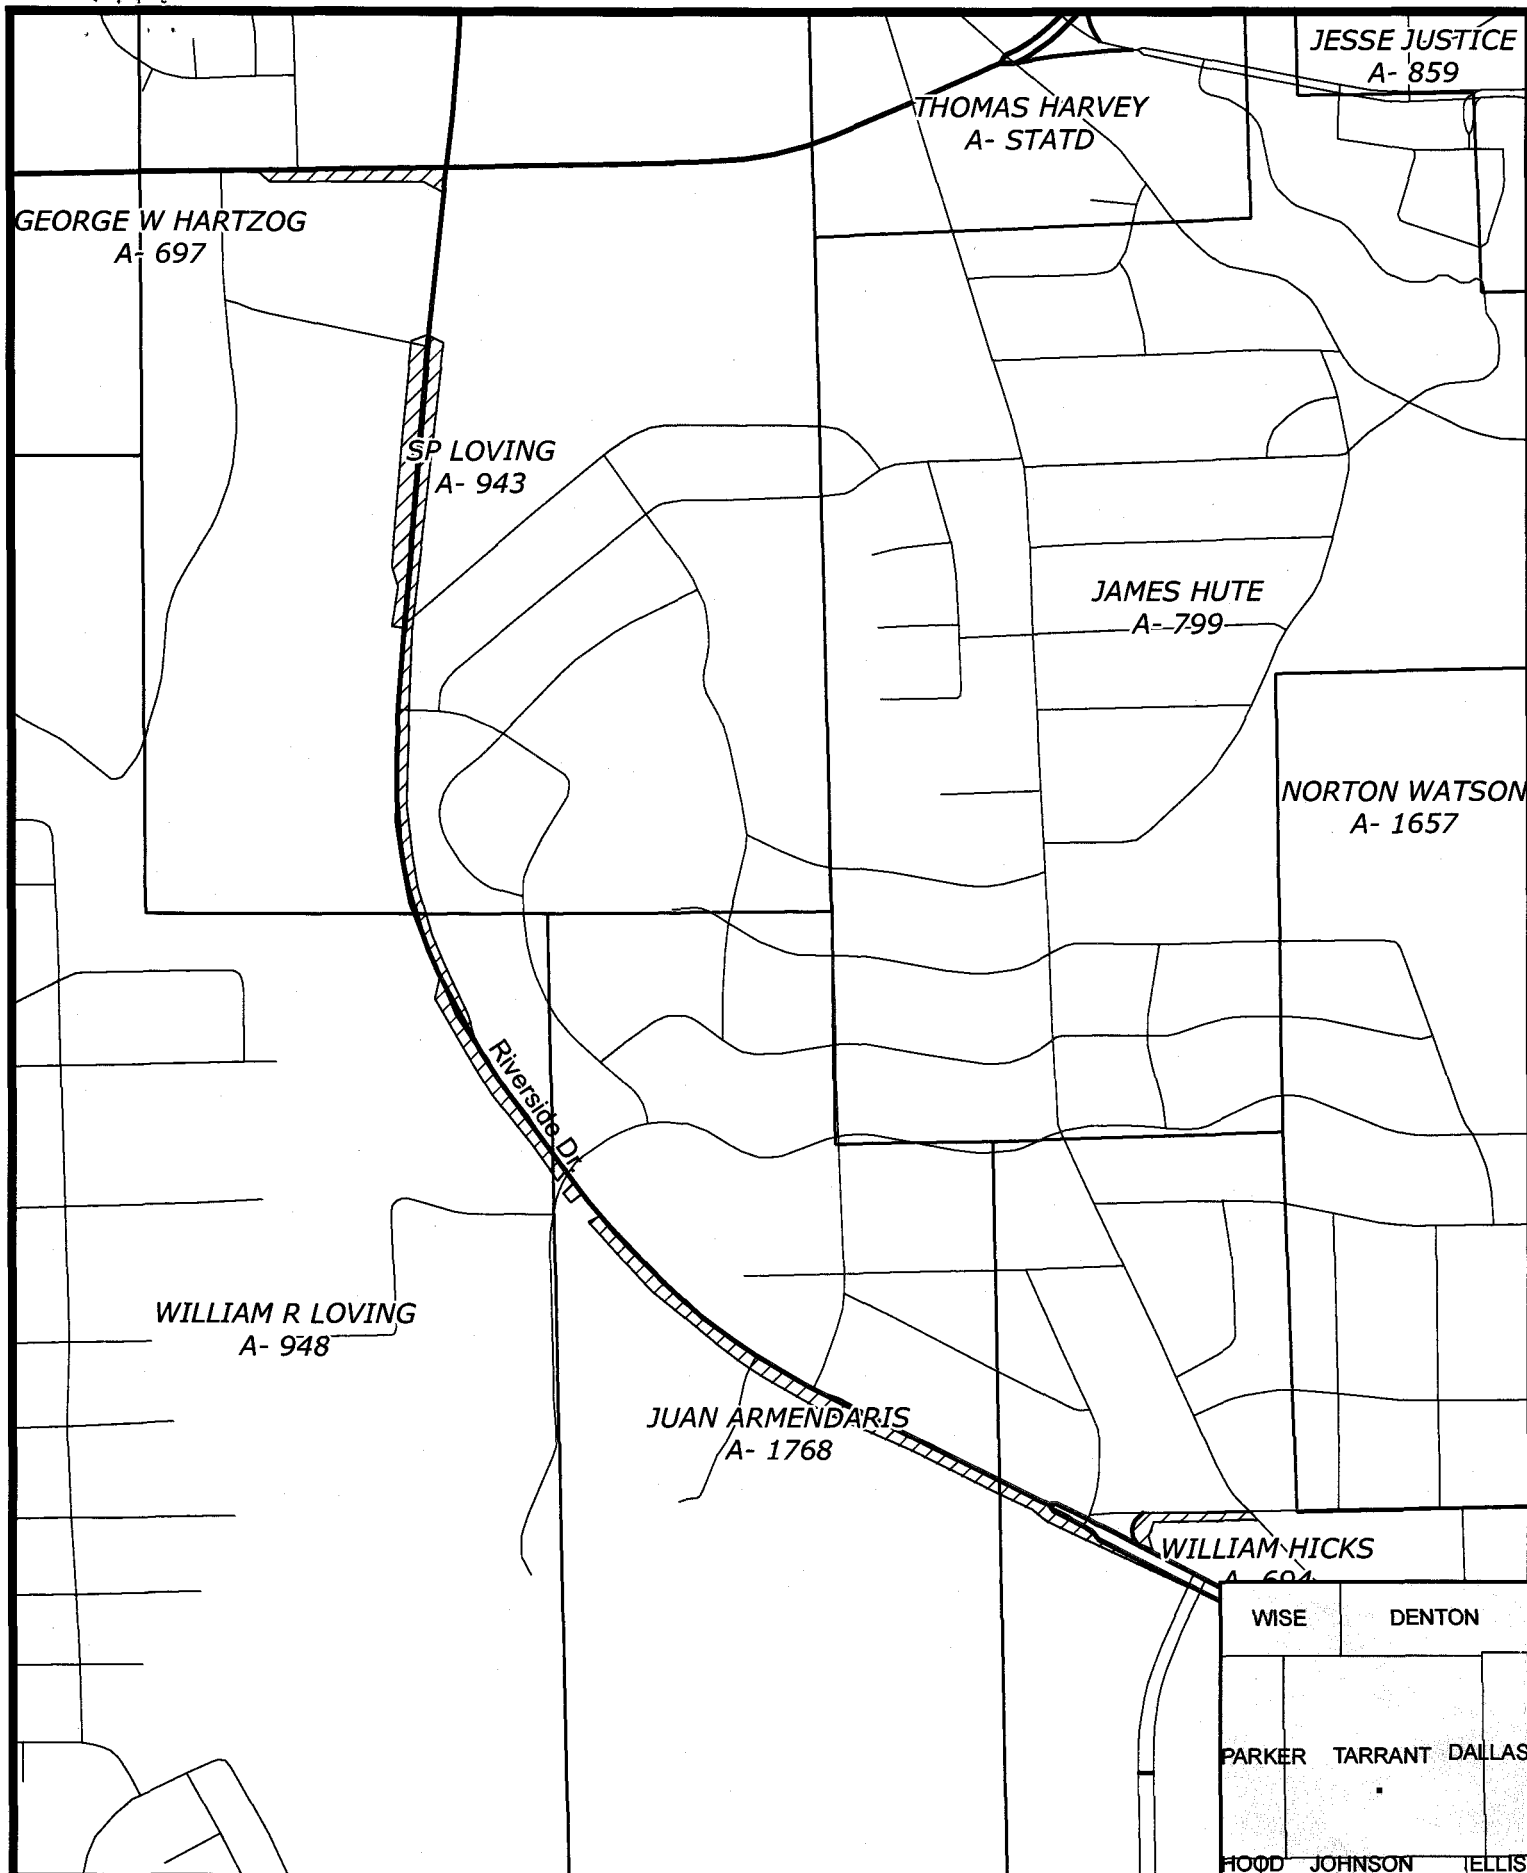 JESSE JUSTICE
A- 859
THOMAS HARVEY
A- STATD
GEORGE W HARTZOG
A- 697
SP LOVING
A- 943
JAMES HUTE
A- 799
NORTON WATSON
A- 1657
Riverside Dr.
WILLIAM R LOVING
A- 948
JUAN ARMENDARIS
A- 1768
WILLIAM HICKS
A- 694
WISE
DENTON
PARKER
TARRANT
DALLAS
HOOD
JOHNSON
ELLIS